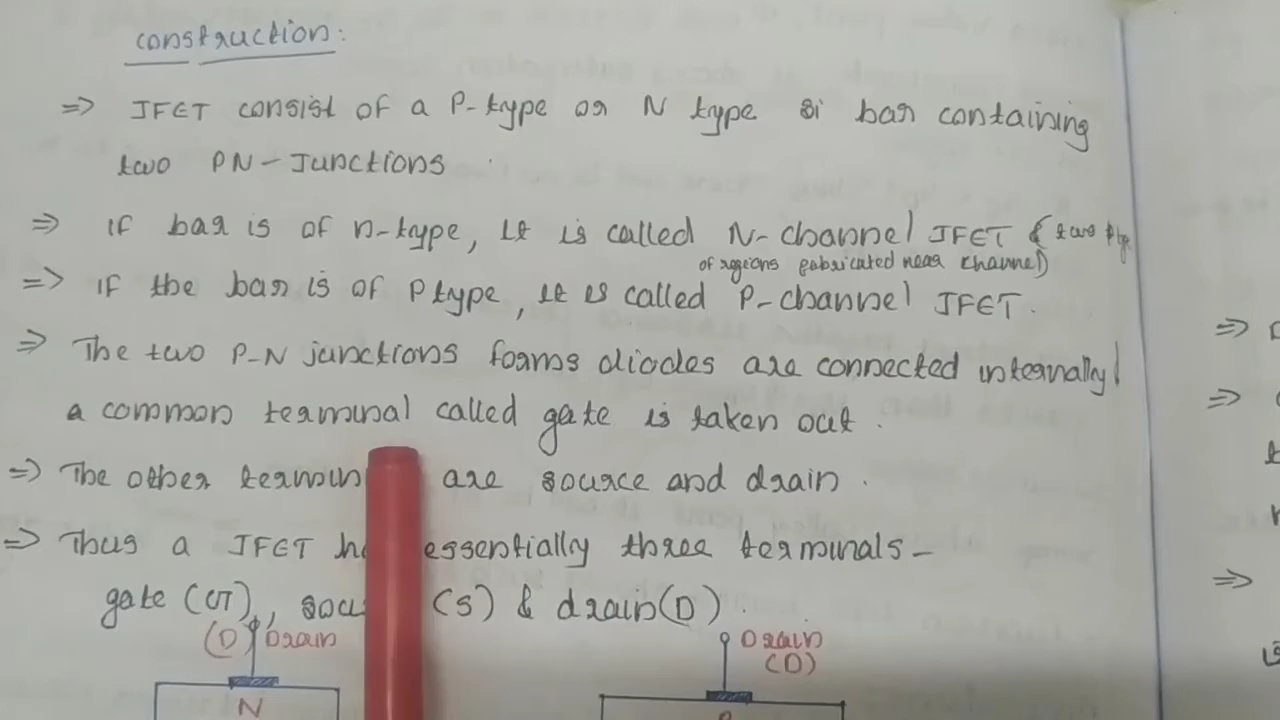 construction:
=> JFET consist of a P-type or N type Si bar containing
two PN-Junctions
=> if bar is of n-type, it is called N-channel JFET (two p type
of regions fabricated near channel)
=> if the bar is of P type, it is called P-channel JFET.
=> The two P-N junctions forms diodes are connected internally
a common terminal called gate is taken out.
=> The other are source and drain.
=> Thus a JFET essentially three terminals-
gate (G), (S) & drain (D).
(D) Drain
Drain
(D)
N
=>
=>
=>